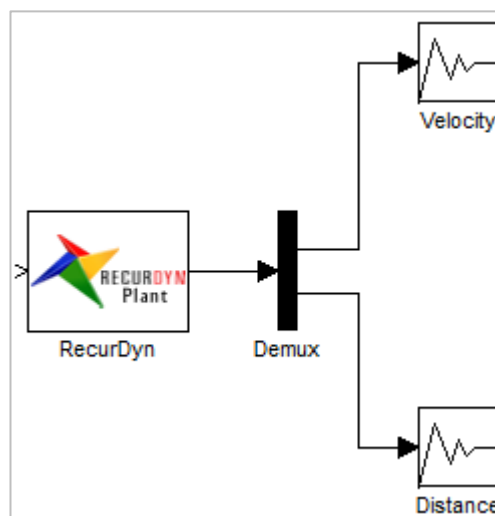 Velocity
RECURDYN
Plant
RecurDyn
Demux
Distance